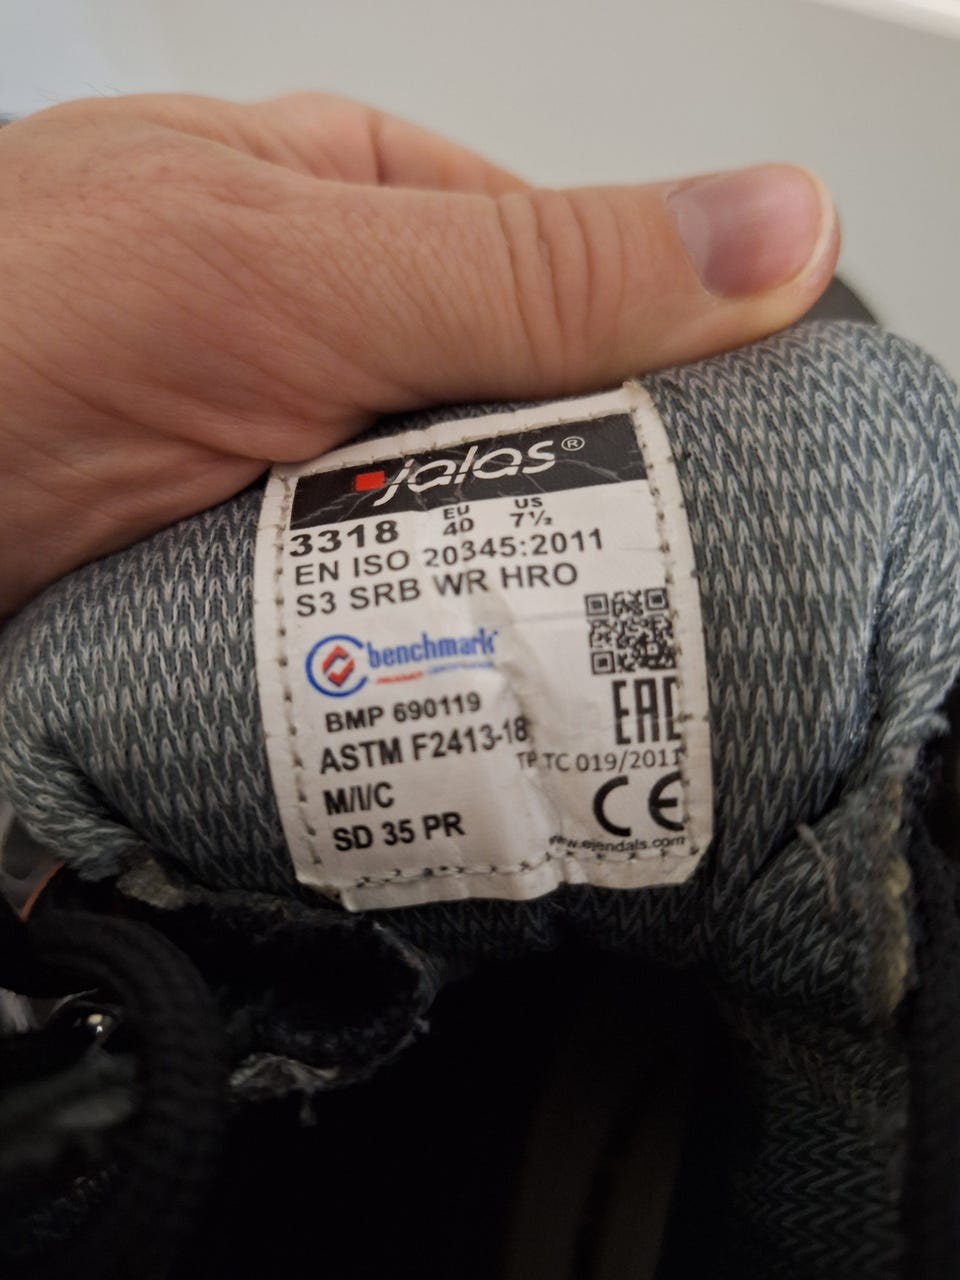 jalas®
3318 EU 40 US 7½
EN ISO 20345:2011
S3 SRB WR HRO
benchmark
BMP 690119
EAC
ASTM F2413-18
TP TC 019/2011
M/I/C
CE
SD 35 PR
www.ejendals.com